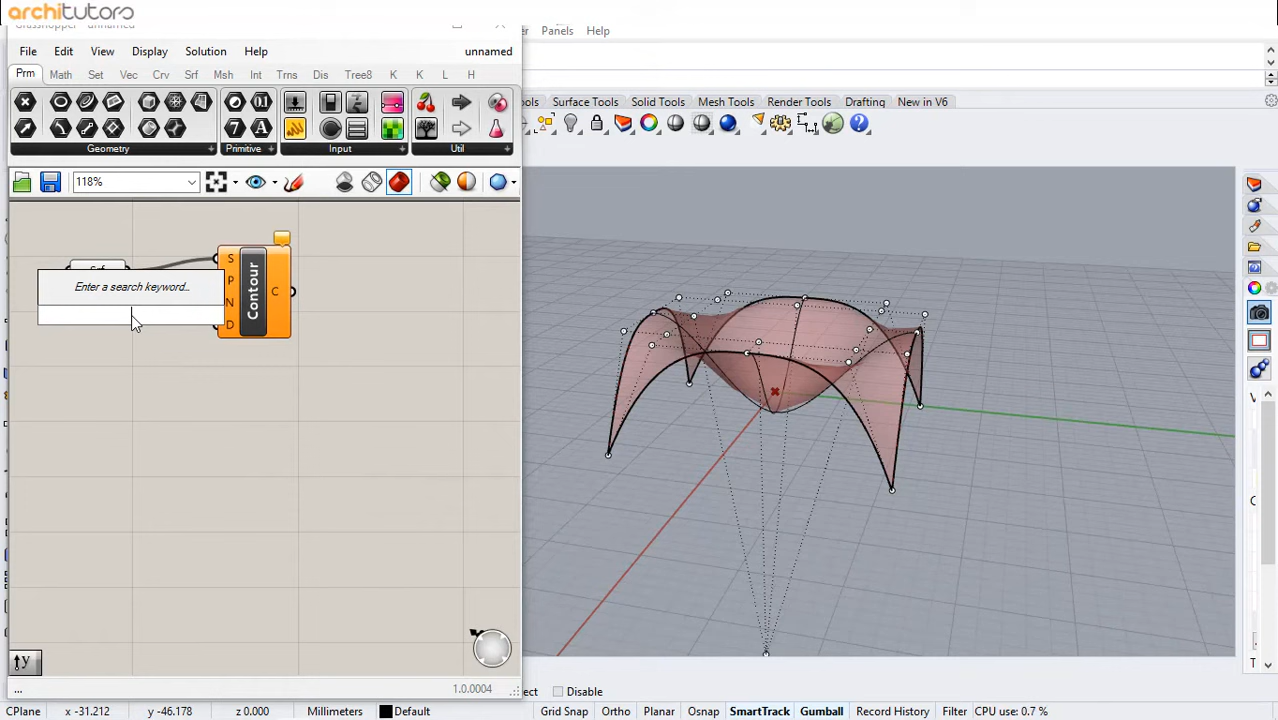 architutors
unnamed
File Edit View Display Solution Help unnamed
Panels Help
Prm Math Set Vec Crv Srf Msh Int Trns Dis Tree8 K K L H
Surface Tools Solid Tools Mesh Tools Render Tools Drafting New in V6
Geometry Primitive Input Util
118%
Enter a search keyword...
S
P
N
D
Contour
C
y
...
1.0.0004
Disable
CPlane x -31.212 y -46.178 z 0.000 Millimeters Default Grid Snap Ortho Planar Osnap SmartTrack Gumball Record History Filter CPU use: 0.7 %